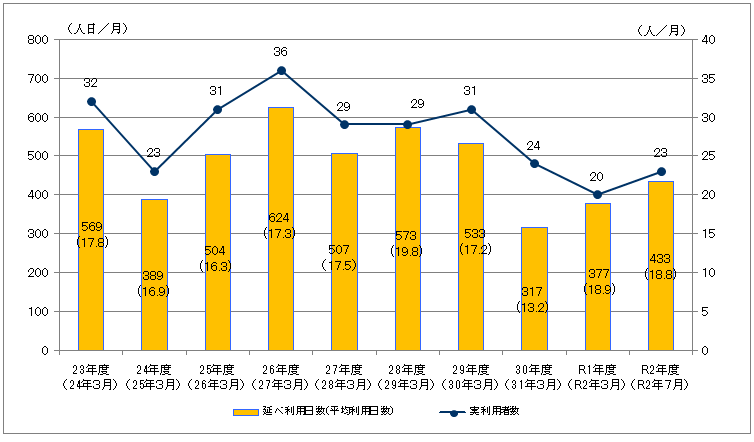 （人日／月）
（人／月）
800
700
600
500
400
300
200
100
0
40
35
30
25
20
15
10
5
0
32
23
31
36
29
29
31
24
20
23
569
(17.8)
389
(16.9)
504
(16.3)
624
(17.3)
507
(17.5)
573
(19.8)
533
(17.2)
317
(13.2)
377
(18.9)
433
(18.8)
23年度
（24年3月）
24年度
（25年3月）
25年度
（26年3月）
26年度
（27年3月）
27年度
（28年3月）
28年度
（29年3月）
29年度
（30年3月）
30年度
（31年3月）
R1年度
（R2年3月）
R2年度
（R2年7月）
延べ利用日数(平均利用日数)
実利用者数